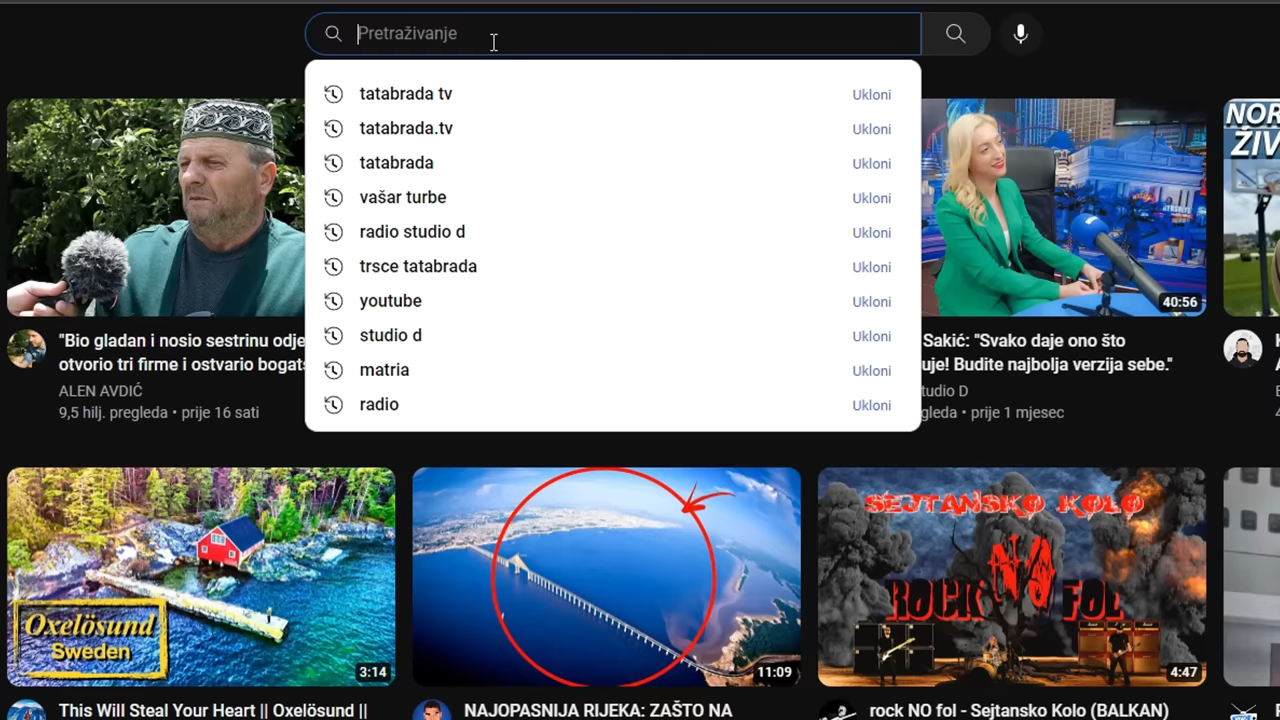 Pretraživanje
tatabrada tv
Ukloni
tatabrada.tv
Ukloni
tatabrada
Ukloni
vašar turbe
Ukloni
radio studio d
Ukloni
trsce tatabrada
Ukloni
youtube
Ukloni
studio d
Ukloni
matria
Ukloni
radio
Ukloni
40:56
NOR
ŽIV
"Bio gladan i nosio sestrinu odje
otvorio tri firme i ostvario bogats
ALEN AVDIĆ
9,5 hilj. pregleda • prije 16 sati
Sakić: "Svako daje ono što
uje! Budite najbolja verzija sebe."
tudio D
gleda • prije 1 mjesec
Oxelösund
Sweden
3:14
11:09
SEJTANSKO KOLO
ROCK NO FOL
4:47
This Will Steal Your Heart || Oxelösund ||
NAJOPASNIJA RIJEKA: ZAŠTO NA
rock NO fol - Sejtansko Kolo (BALKAN)